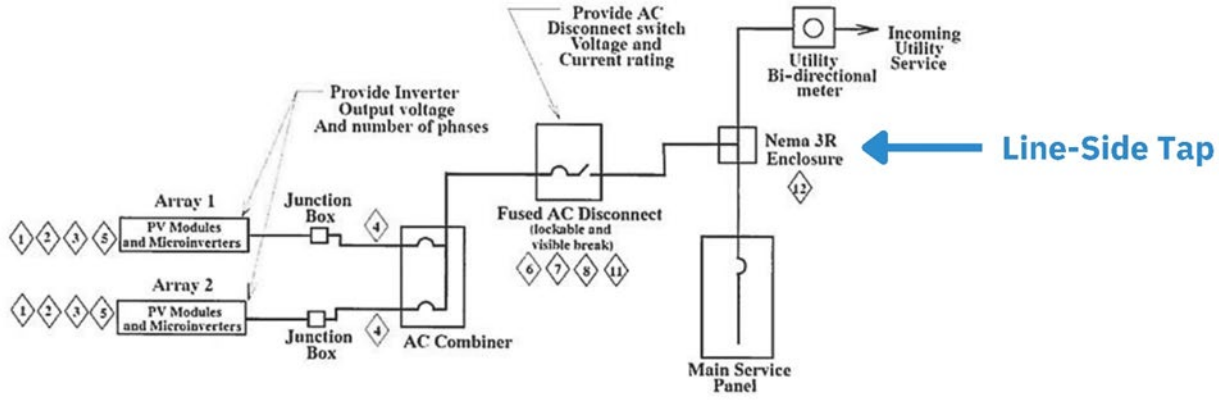 Provide AC
Disconnect switch
Voltage and
Current rating
Incoming
Utility
Service
Utility
Bi-directional
meter
Provide Inverter
Output voltage
And number of phases
Nema 3R
Enclosure
12
Line-Side Tap
Array 1
1 2 3 5
PV Modules
and Microinverters
Junction
Box
4
Fused AC Disconnect
(lockable and
visible break)
6 7 8 11
Array 2
1 2 3 5
PV Modules
and Microinverters
Junction
Box
4
AC Combiner
Main Service
Panel